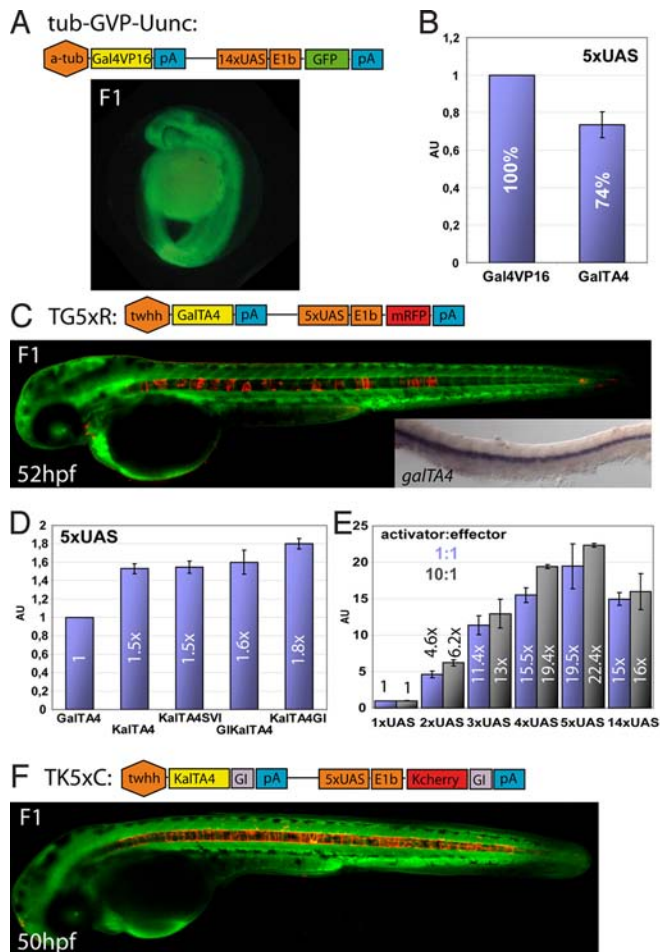 A tub-GVP-Uunc:
a-tub Gal4VP16 pA 14xUAS E1b GFP pA
F1
B
5xUAS
1,2
1
0,8
0,6
0,4
0,2
0
AU
100%
74%
Gal4VP16 GalTA4
C TG5xR:
twhh GalTA4 pA 5xUAS E1b mRFP pA
F1
52hpf
galTA4
D
5xUAS
2
1,8
1,6
1,4
1,2
1
0,8
0,6
0,4
0,2
0
AU
1
1.5x
1.5x
1.6x
1.8x
GalTA4
KalTA4
KalTA4SVI
GIKalTA4
KalTA4GI
E
activator:effector
1:1
10:1
25
20
15
10
5
0
AU
1
1
4.6x
6.2x
11.4x
13x
15.5x
19.4x
19.5x
22.4x
15x
16x
1xUAS 2xUAS 3xUAS 4xUAS 5xUAS 14xUAS
F TK5xC:
twhh KalTA4 GI pA 5xUAS E1b Kcherry GI pA
F1
50hpf